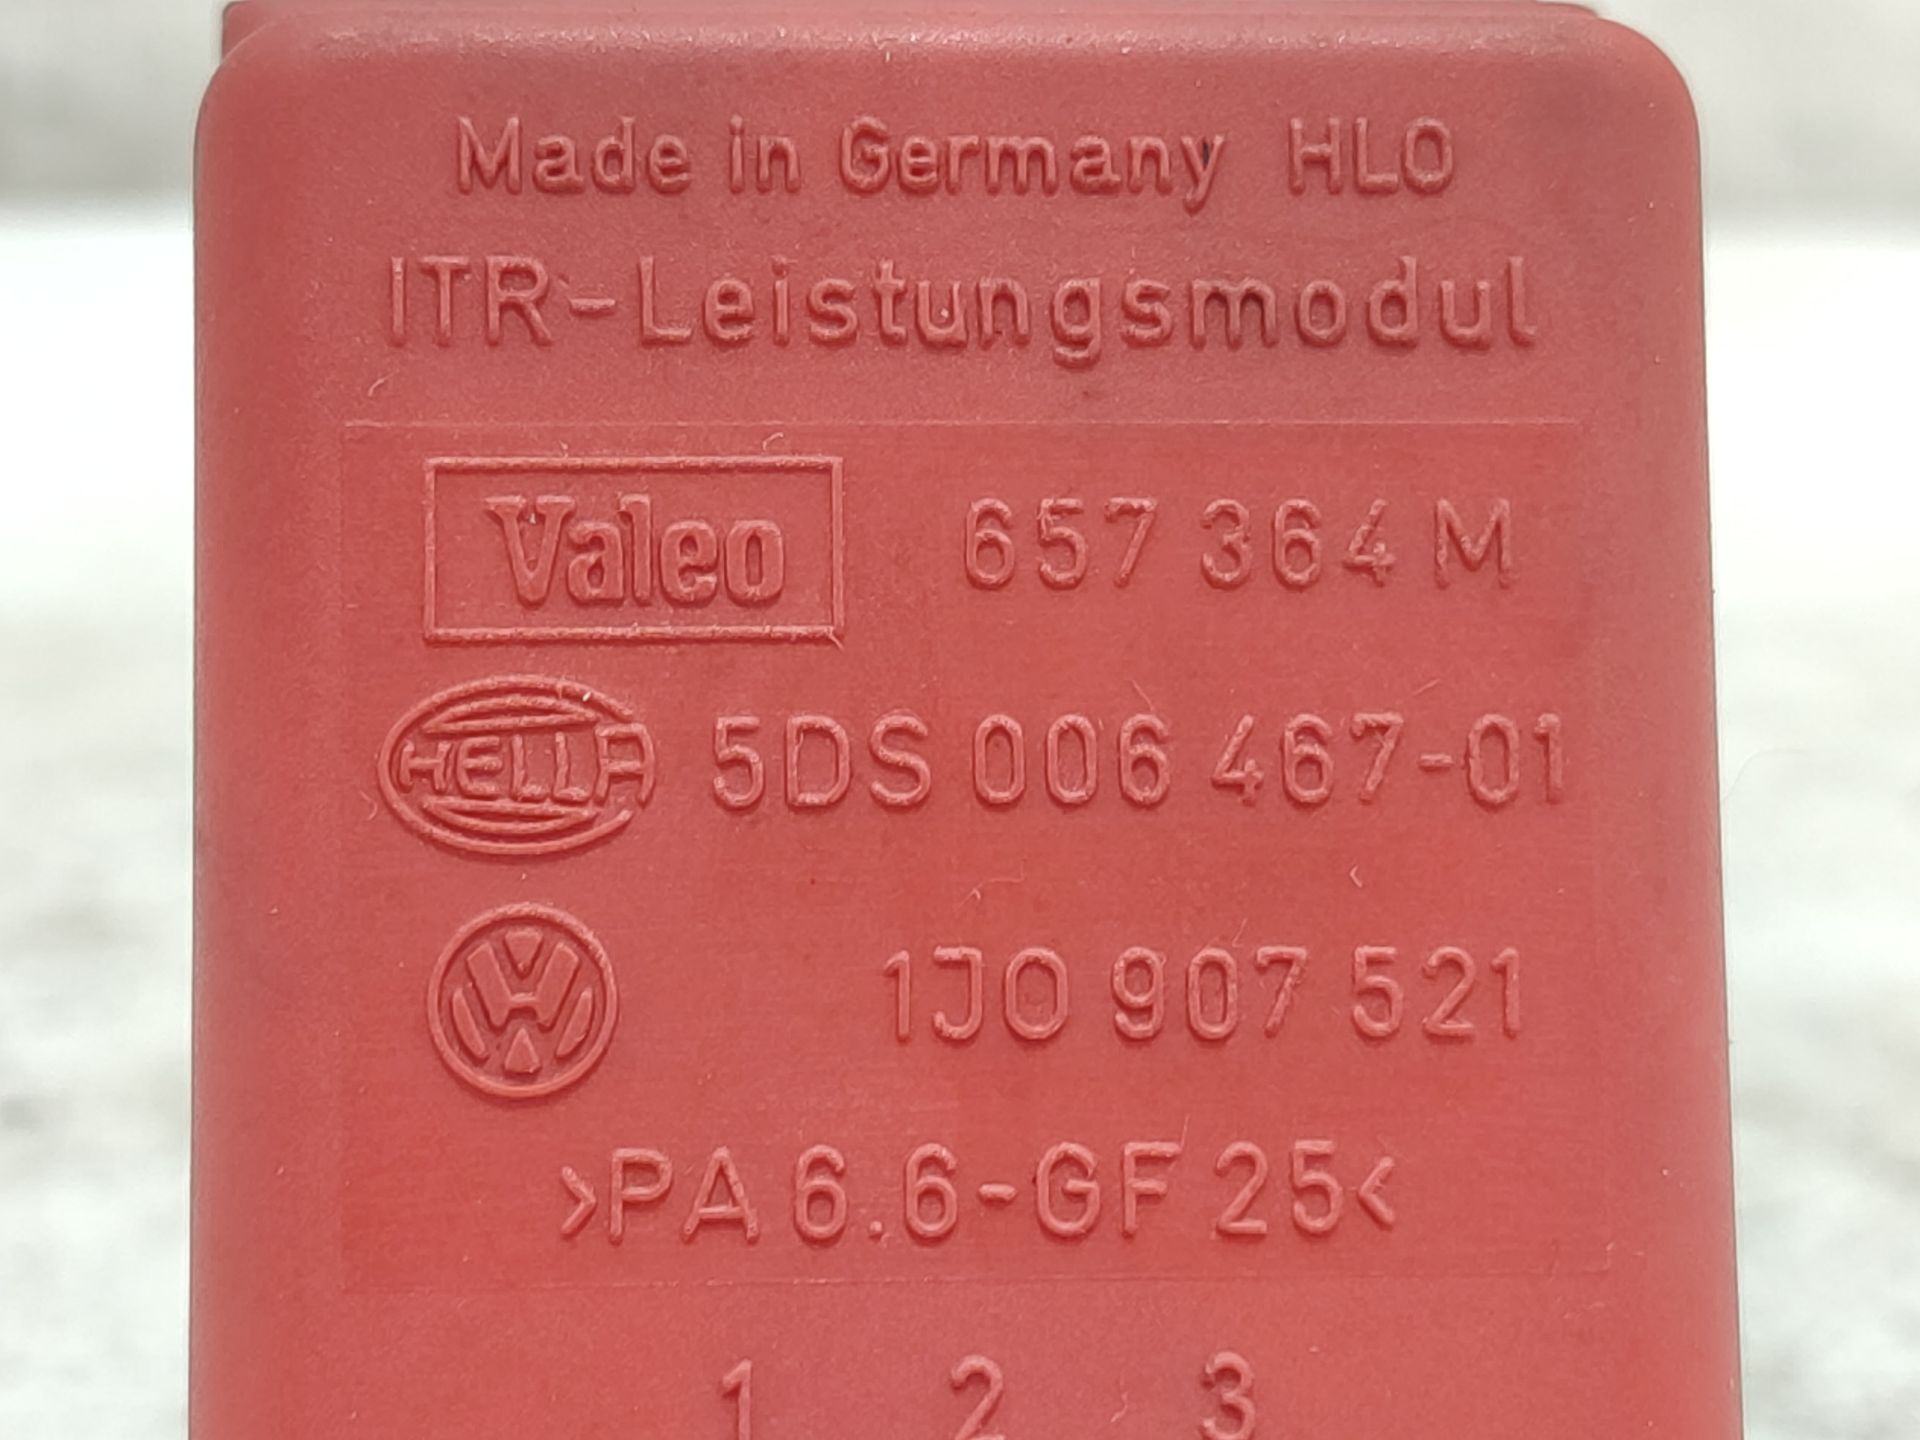 Made in Germany HLO
ITR-Leistungsmodul
Valeo 657 364 M
HELLA 5DS 006 467-01
VW 1J0 907 521
>PA 6.6-GF 25<
1 2 3